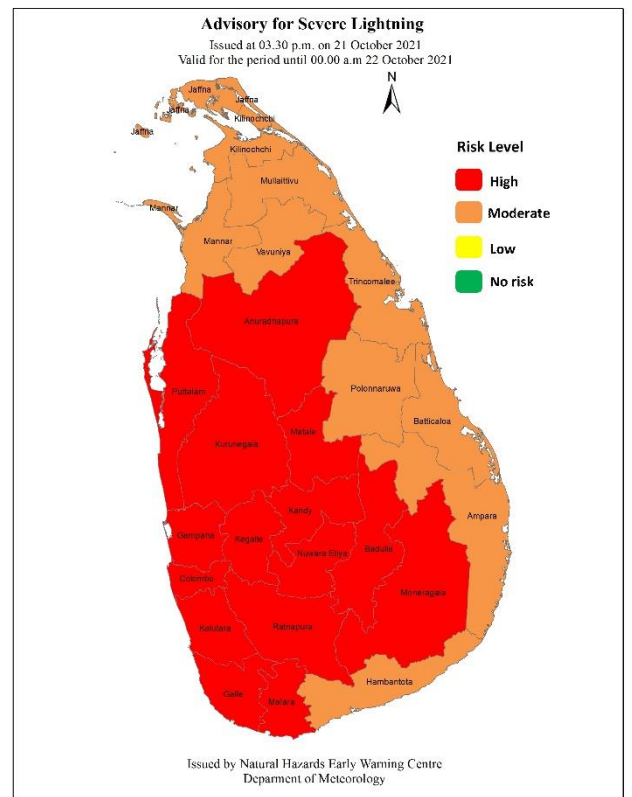 Advisory for Severe Lightning
Issued at 03.30 p.m. on 21 October 2021
Valid for the period until 00.00 a.m 22 October 2021
N
Jaffna
Jaffna
Jaffna
Kilinochchi
Jaffna
Kilinochchi
Mullaittivu
Mannar
Mannar
Vavuniya
Trincomalee
Anuradhapura
Polonnaruwa
Puttalam
Batticaloa
Kurunegala
Matale
Kandy
Ampara
Gampaha
Kegalle
Nuwara Eliya
Badulla
Colombo
Moneragala
Kalutara
Ratnapura
Hambantota
Galle
Matara
Risk Level
High
Moderate
Low
No risk
Issued by Natural Hazards Early Warning Centre
Deparment of Meteorology